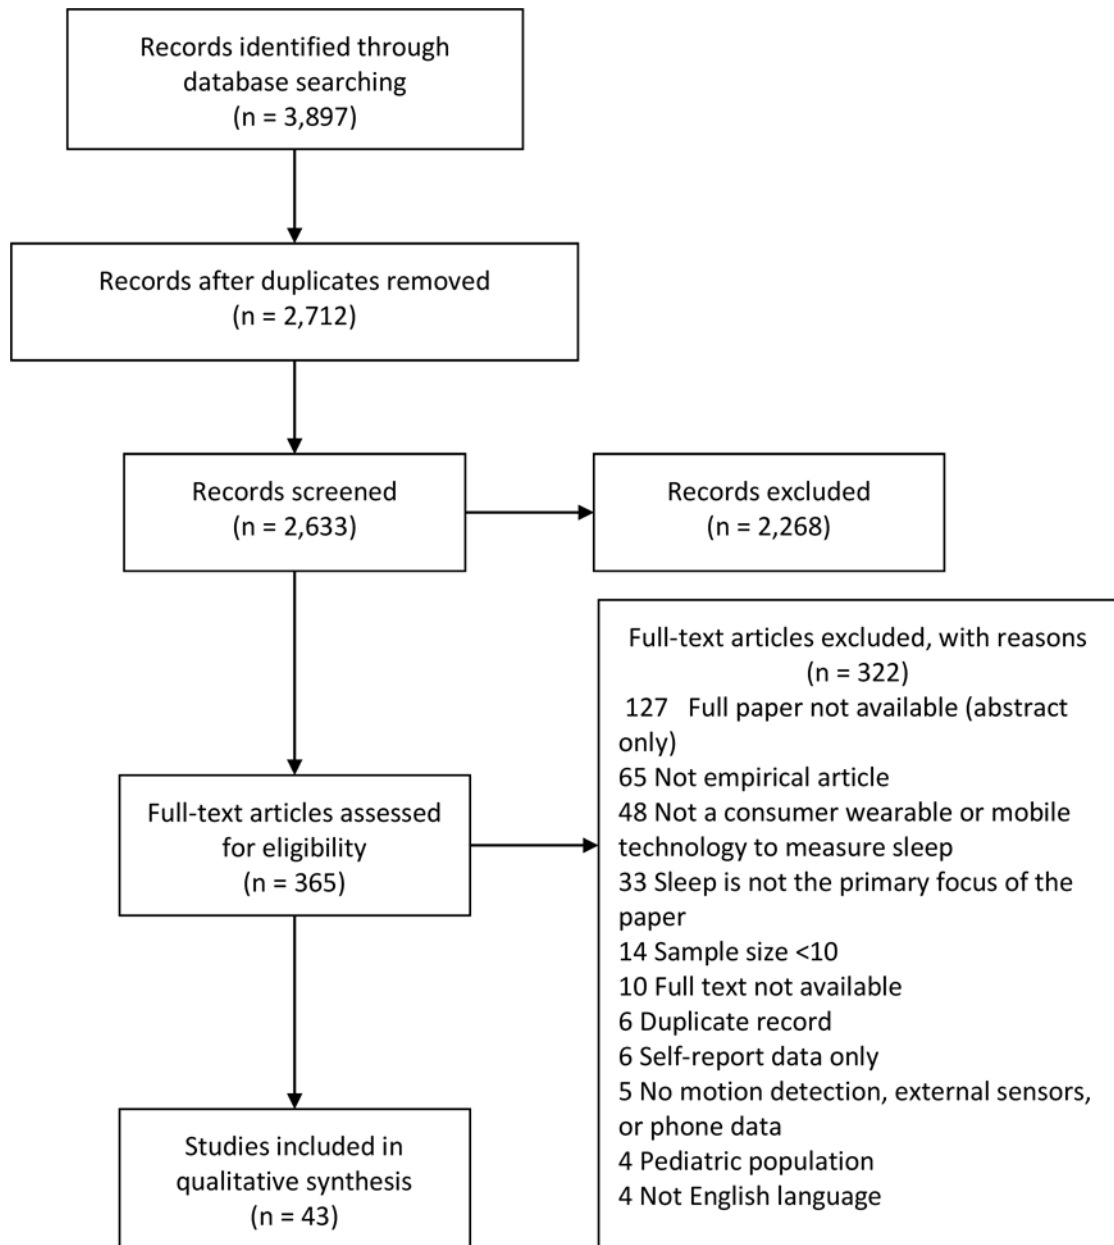 Records identified through
database searching
(n = 3,897)
Records after duplicates removed
(n = 2,712)
Records screened
(n = 2,633)
Records excluded
(n = 2,268)
Full-text articles assessed
for eligibility
(n = 365)
Full-text articles excluded, with reasons
(n = 322)
127 Full paper not available (abstract
only)
65 Not empirical article
48 Not a consumer wearable or mobile
technology to measure sleep
33 Sleep is not the primary focus of the
paper
14 Sample size <10
10 Full text not available
6 Duplicate record
6 Self-report data only
5 No motion detection, external sensors,
or phone data
4 Pediatric population
4 Not English language
Studies included in
qualitative synthesis
(n = 43)